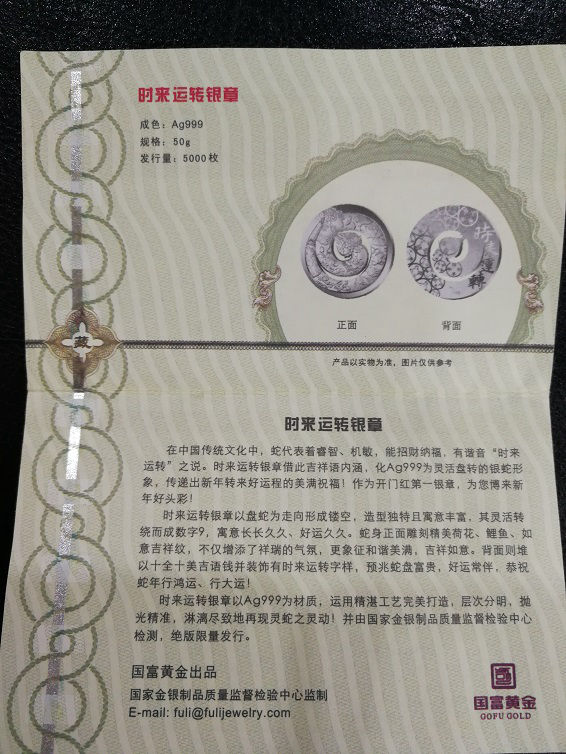 时来运转银章
成色：Ag999
规格：50g
发行量：5000枚
正面
背面
产品以实物为准，图片仅供参考
藏
时来运转银章
在中国传统文化中，蛇代表着睿智、机敏，能招财纳福，有谐音“时来
运转”之说。时来运转银章借此吉祥语内涵，化Ag999为灵活盘转的银蛇形
象，传递出新年转来好运程的美满祝福！作为开门红第一银章，为您博来新
年好头彩！
时来运转银章以盘蛇为走向形成镂空，造型独特且寓意丰富，其灵活转
绕而成数字9，寓意长长久久、好运久久。蛇身正面雕刻精美荷花、鲤鱼、如
意吉祥纹，不仅增添了祥瑞的气氛，更象征和谐美满，吉祥如意。背面则堆
以十全十美吉语钱并装饰有时来运转字样，预兆蛇盘富贵，好运常伴，恭祝
蛇年行鸿运、行大运！
时来运转银章以Ag999为材质，运用精湛工艺完美打造，层次分明，抛
光精准，淋漓尽致地再现灵蛇之灵动！并由国家金银制品质量监督检验中心
检测，绝版限量发行。
国富黄金出品
国家金银制品质量监督检验中心监制
E-mail: fuli@fulijewelry.com
国富黄金
GOFU GOLD